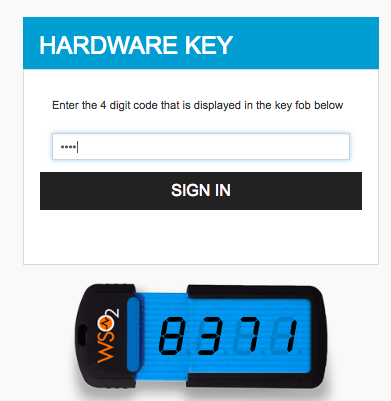 HARDWARE KEY
Enter the 4 digit code that is displayed in the key fob below
••••
SIGN IN
WSO2
8371